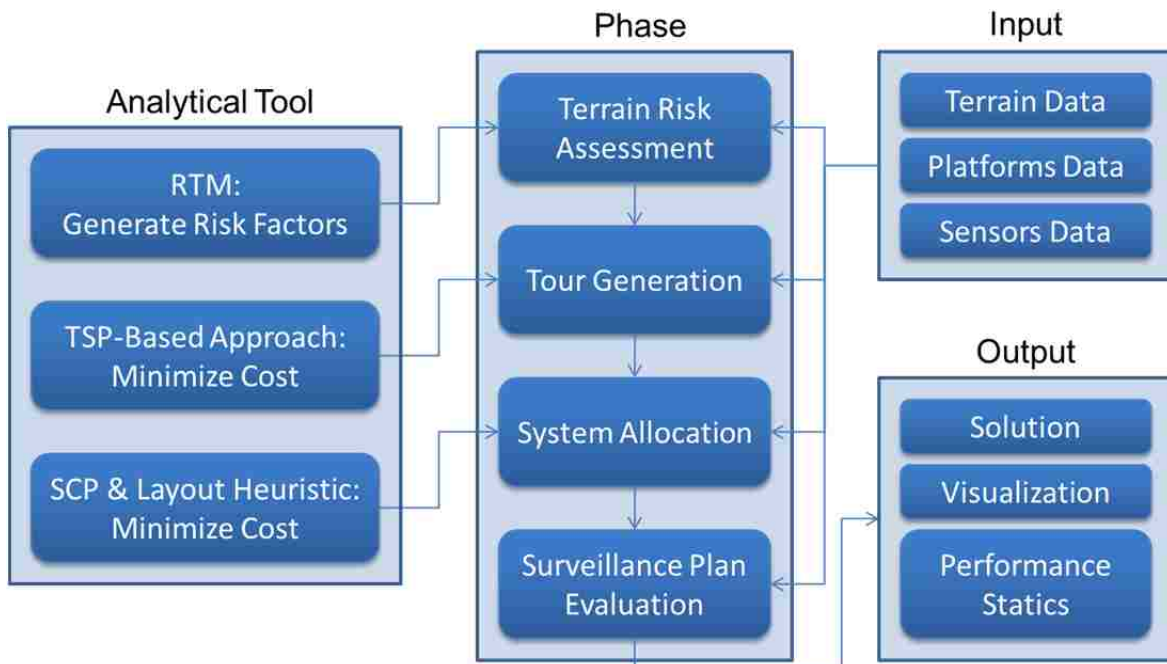 Analytical Tool
RTM:
Generate Risk Factors
TSP-Based Approach:
Minimize Cost
SCP & Layout Heuristic:
Minimize Cost
Phase
Terrain Risk
Assessment
Tour Generation
System Allocation
Surveillance Plan
Evaluation
Input
Terrain Data
Platforms Data
Sensors Data
Output
Solution
Visualization
Performance
Statics